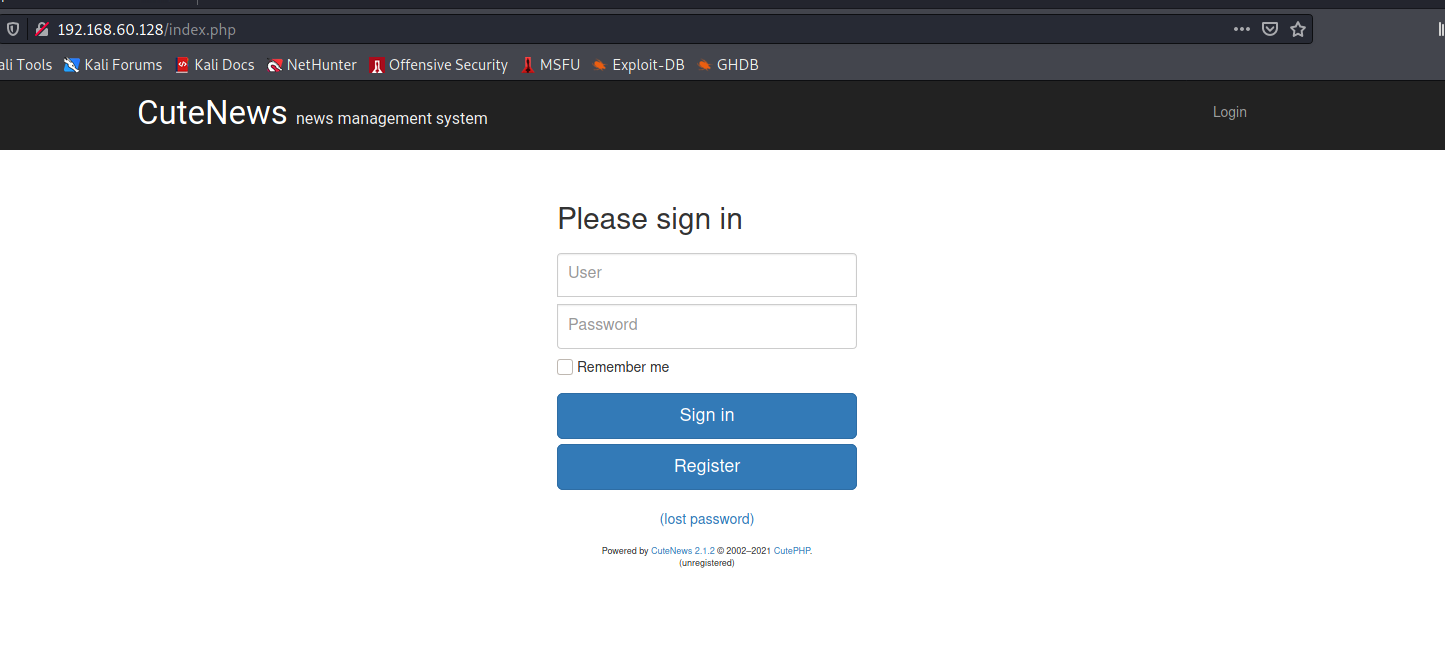 192.168.60.128/index.php
ali Tools Kali Forums Kali Docs NetHunter Offensive Security MSFU Exploit-DB GHDB
CuteNews news management system Login
Please sign in
User
Password
Remember me
Sign in
Register
(lost password)
Powered by CuteNews 2.1.2 © 2002–2021 CutePHP.
(unregistered)